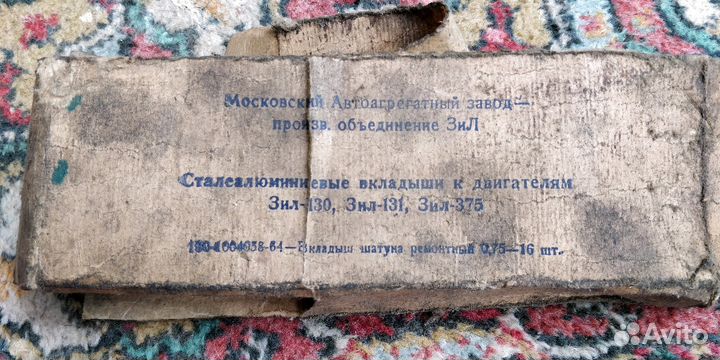 Московский Автоагрегатный завод—
произв. объединение ЗиЛ
Сталеалюминиевые вкладыши к двигателям
Зил-130, Зил-131, Зил-375
130-1004058-64—Вкладыш шатуна ремонтный 0,75—16 шт.
Avito